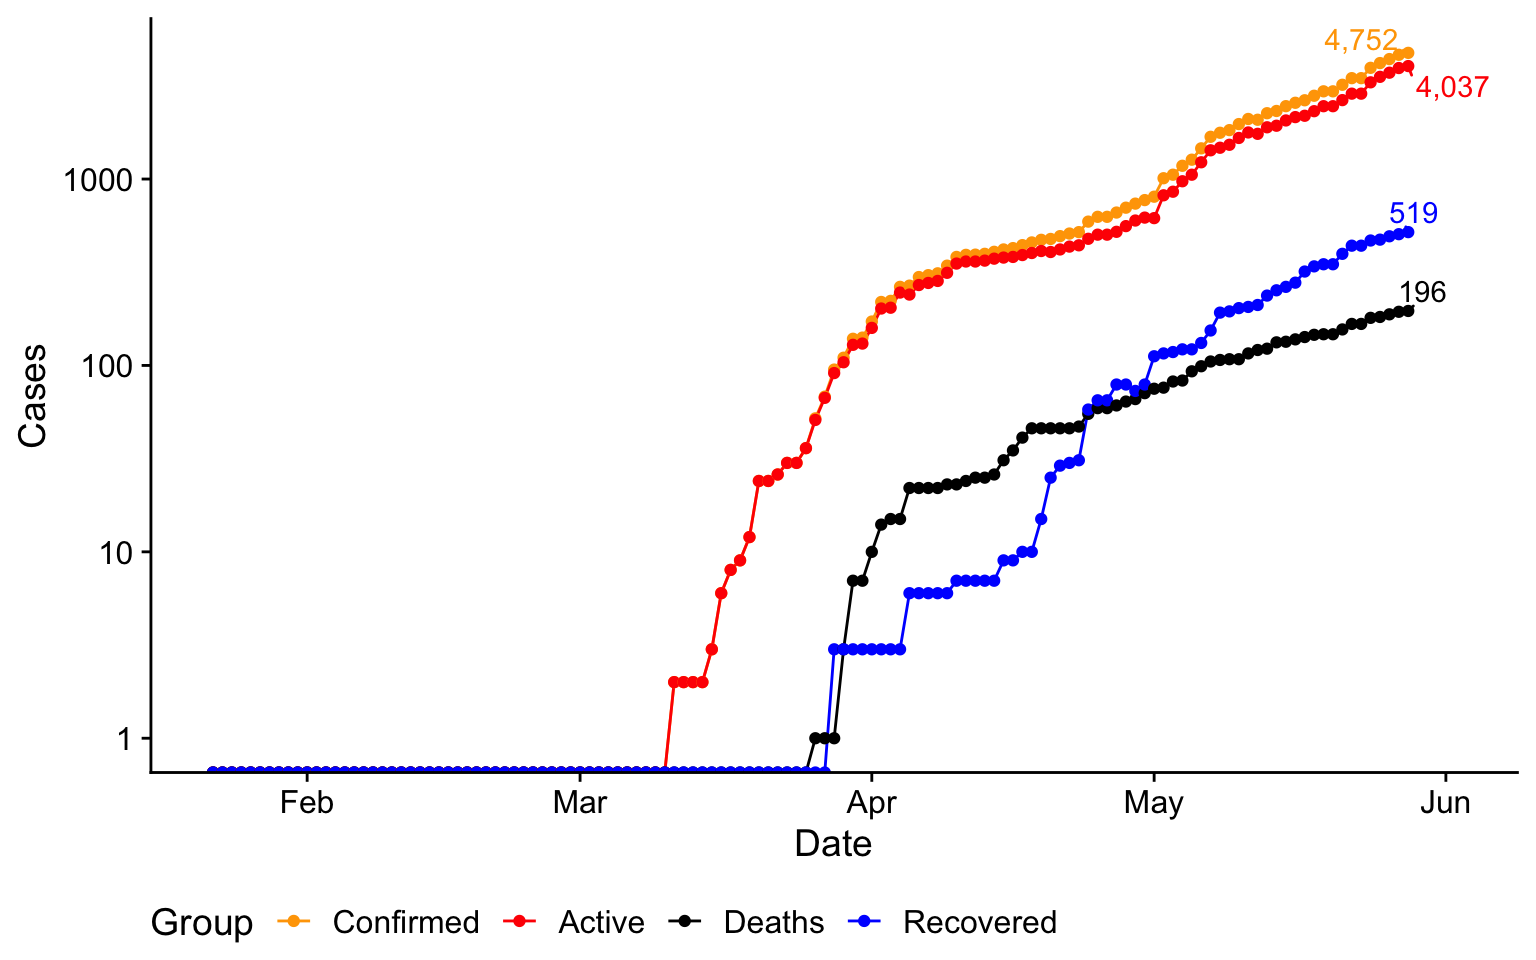 4,752
4,037
1000
519
196
100
Cases
10
1
Feb Mar Apr May Jun
Date
Group Confirmed Active Deaths Recovered